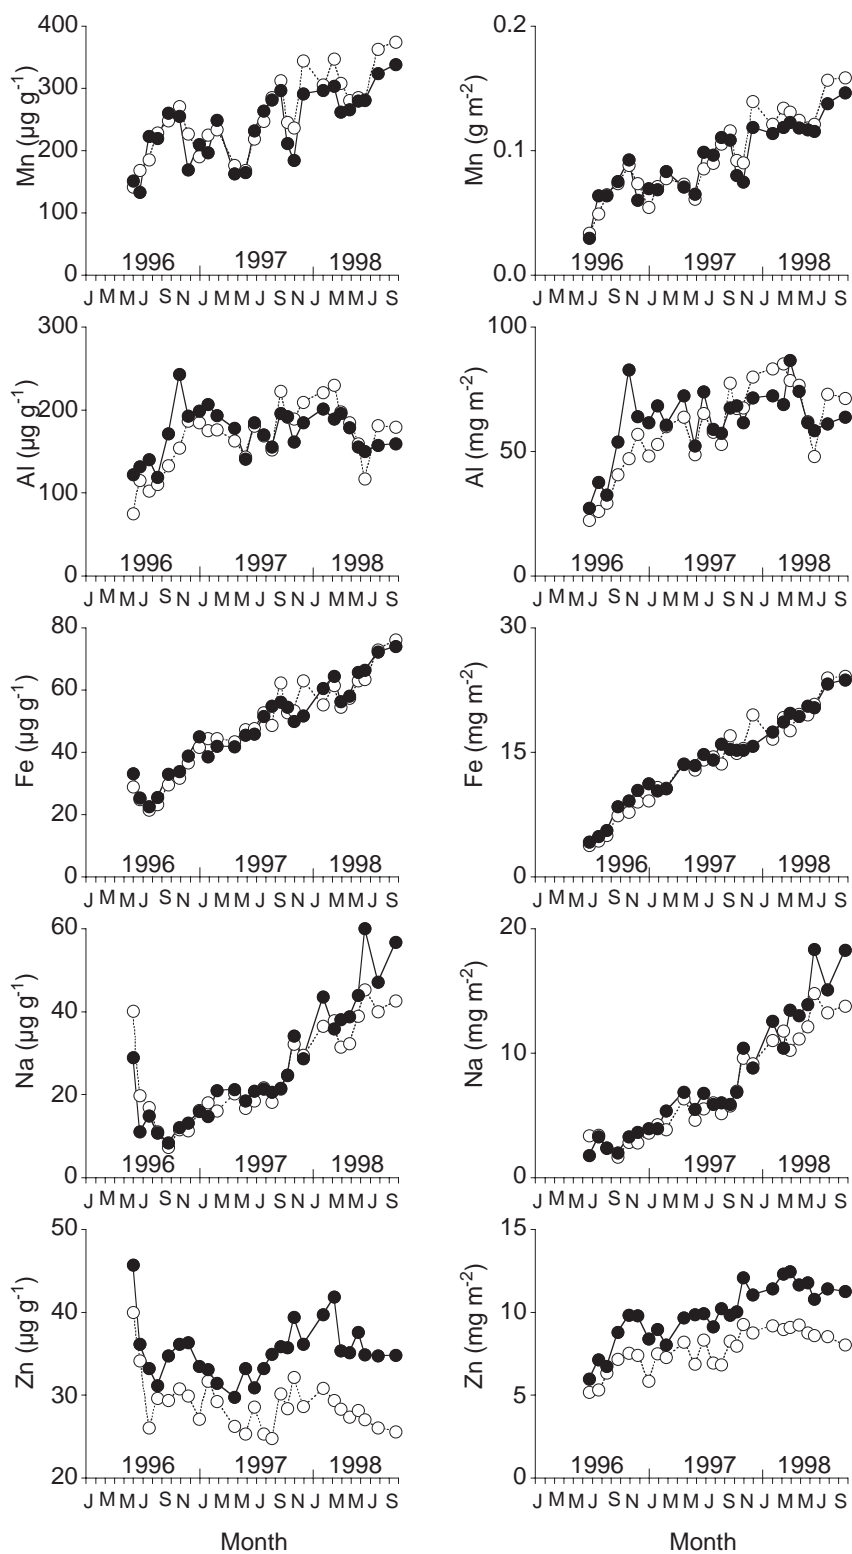 400
300
200
100
0
Mn (µg g-1)
1996 1997 1998
J M M J S N J M M J S N J M M J S
0.2
0.1
0.0
Mn (g m-2)
1996 1997 1998
J M M J S N J M M J S N J M M J S
300
200
100
0
Al (µg g-1)
1996 1997 1998
J M M J S N J M M J S N J M M J S
100
50
0
Al (mg m-2)
1996 1997 1998
J M M J S N J M M J S N J M M J S
80
60
40
20
0
Fe (µg g-1)
1996 1997 1998
J M M J S N J M M J S N J M M J S
30
15
0
Fe (mg m-2)
1996 1997 1998
J M M J S N J M M J S N J M M J S
60
40
20
0
Na (µg g-1)
1996 1997 1998
J M M J S N J M M J S N J M M J S
20
10
0
Na (mg m-2)
1997 1998
J M M J S N J M M J S N J M M J S
50
40
30
20
Zn (µg g-1)
1996 1997 1998
J M M J S N J M M J S N J M M J S
Month
15
10
5
0
Zn (mg m-2)
1996 1997 1998
J M M J S N J M M J S N J M M J S
Month